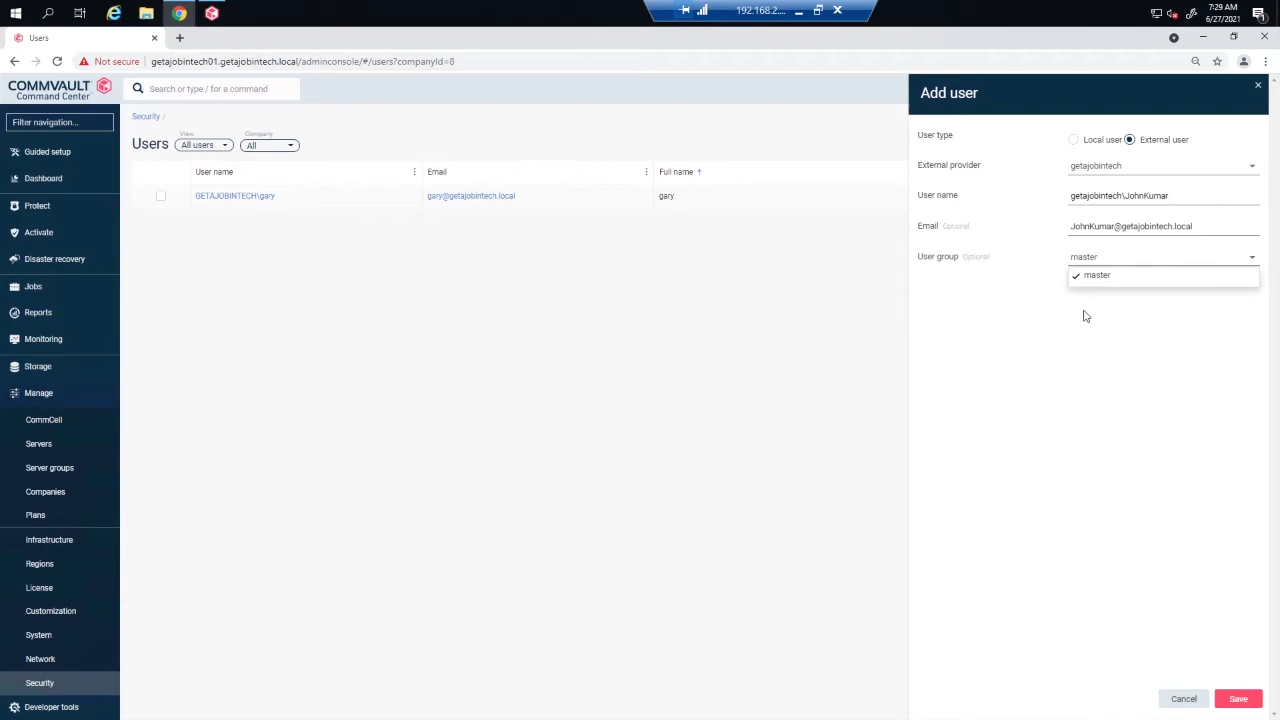 192.168.2....
7:29 AM
6/27/2021
Users
Not secure getajobintech01.getajobintech.local/adminconsole/#/users?companyId=8
COMMVAULT
Command Center
Search or type / for a command
Filter navigation...
Guided setup
Dashboard
Protect
Activate
Disaster recovery
Jobs
Reports
Monitoring
Storage
Manage
CommCell
Servers
Server groups
Companies
Plans
Infrastructure
Regions
License
Customization
System
Network
Security
Developer tools
Security /
Users
View
All users
Company
All
User name Email Full name
GETAJOBINTECH\gary gary@getajobintech.local gary
Add user
User type Local user External user
External provider getajobintech
User name getajobintech\JohnKumar
Email Optional JohnKumar@getajobintech.local
User group Optional master
master
Cancel Save